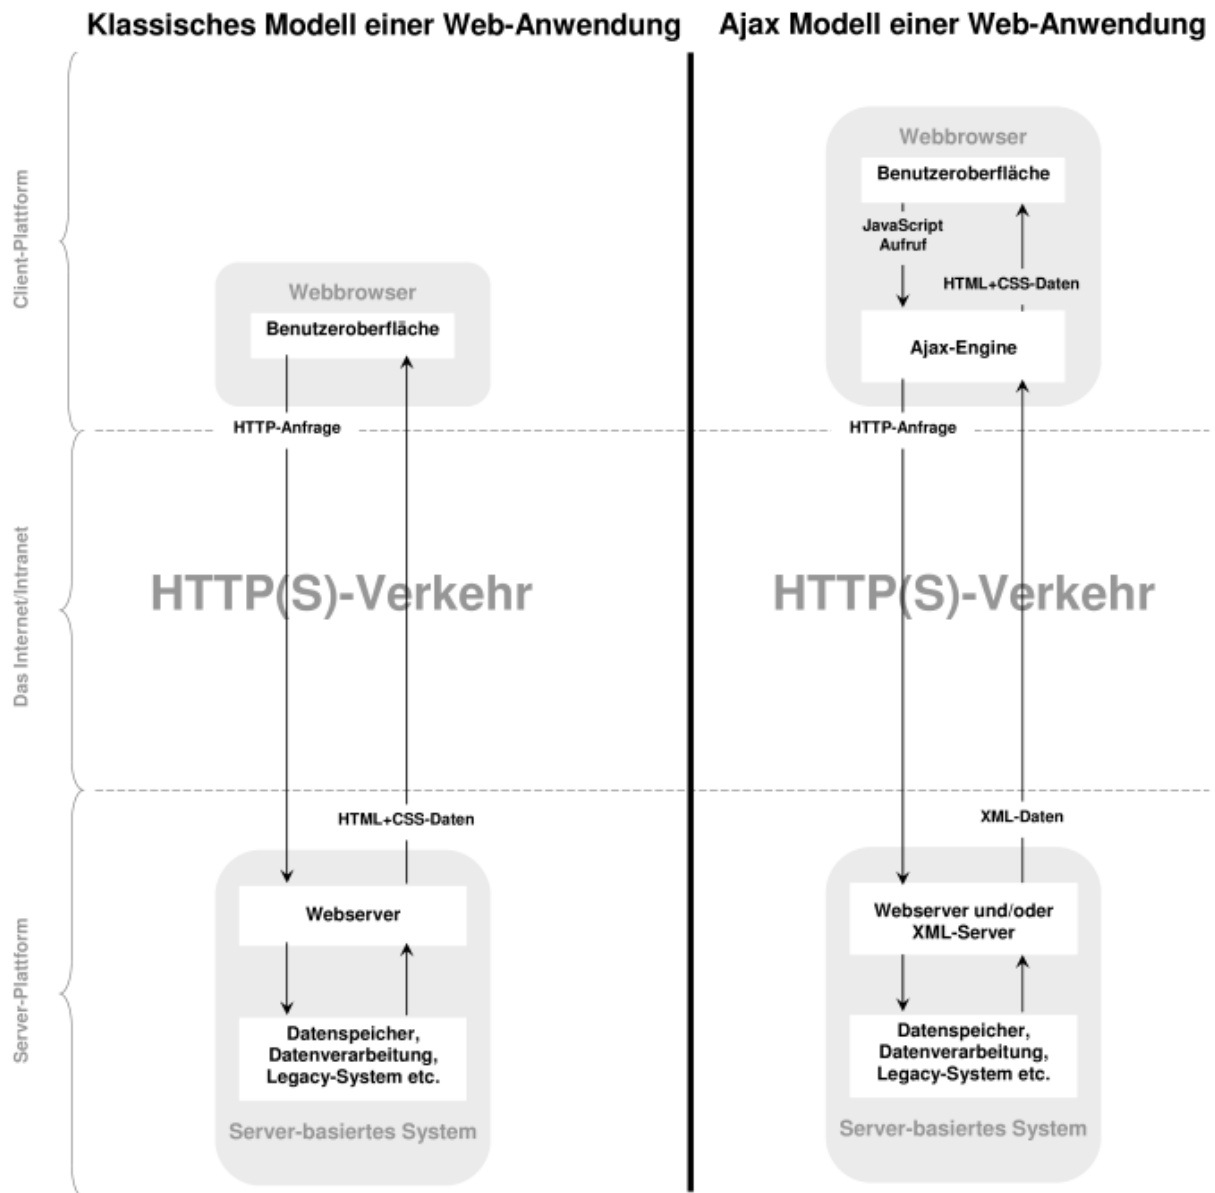 Klassisches Modell einer Web-Anwendung
Client-Plattform
Das Internet/Intranet
Server-Plattform
Webbrowser
Benutzeroberfläche
HTTP-Anfrage
HTTP(S)-Verkehr
HTML+CSS-Daten
Webserver
Datenspeicher,
Datenverarbeitung,
Legacy-System etc.
Server-basiertes System
Ajax Modell einer Web-Anwendung
Webbrowser
Benutzeroberfläche
JavaScript
Aufruf
HTML+CSS-Daten
Ajax-Engine
HTTP-Anfrage
HTTP(S)-Verkehr
XML-Daten
Webserver und/oder
XML-Server
Datenspeicher,
Datenverarbeitung,
Legacy-System etc.
Server-basiertes System